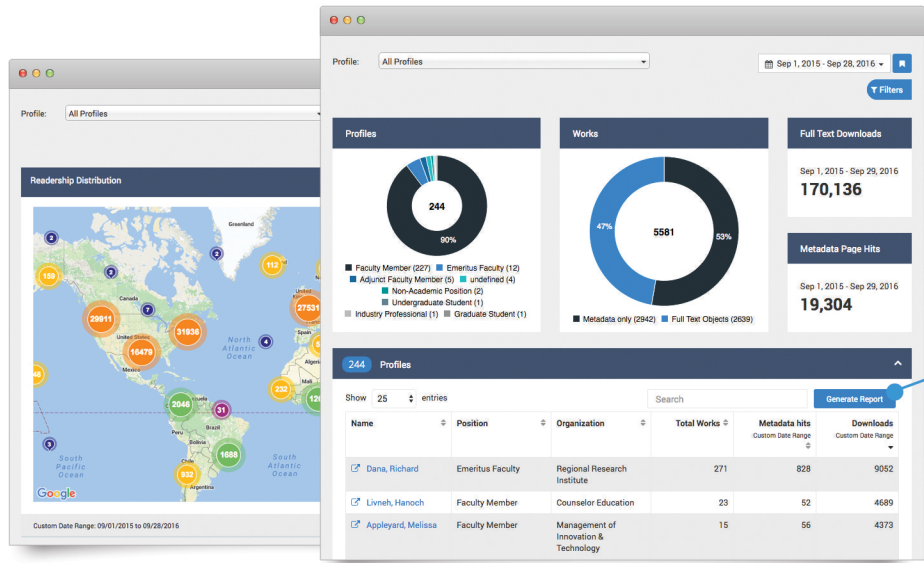 Profile: All Profiles
Readership Distribution
2
Greenland
2
112
159
3
Canada
7
United
27531
29911
31936
United States
North
Atlantic
Ocean
4
Spain
16479
Mexico
Algeria
Mali
232
2046
31
Peru
Brazil
Bolivia
3
1688
South
Pacific
Ocean
Chile
South
Atlantic
Ocean
932
Argentina
Google
Custom Date Range: 09/01/2015 to 09/28/2016
Profile: All Profiles
Sep 1, 2015 - Sep 28, 2016
Filters
Profiles
244
90%
Faculty Member (227) Emeritus Faculty (12)
Adjunct Faculty Member (5) undefined (4)
Non-Academic Position (2)
Undergraduate Student (1)
Industry Professional (1) Graduate Student (1)
Works
47%
5581
53%
Metadata only (2942) Full Text Objects (2639)
Full Text Downloads
Sep 1, 2015 - Sep 29, 2016
170,136
Metadata Page Hits
Sep 1, 2015 - Sep 29, 2016
19,304
244 Profiles
Show 25 entries Search Generate Report
Name Position Organization Total Works Metadata hits Downloads
Custom Date Range Custom Date Range
Dana, Richard Emeritus Faculty Regional Research 271 828 9052
Institute
Livneh, Hanoch Faculty Member Counselor Education 23 52 4689
Appleyard, Melissa Faculty Member Management of 15 56 4373
Innovation &
Technology